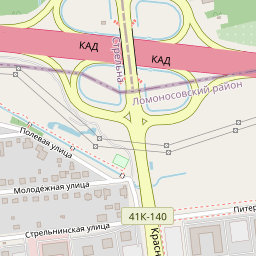 КАД
КАД
Стрельна
Ломоносовский район
Полевая улица
Молодежная улица
41К-140
Питер
Стрельнинская улица
Красн